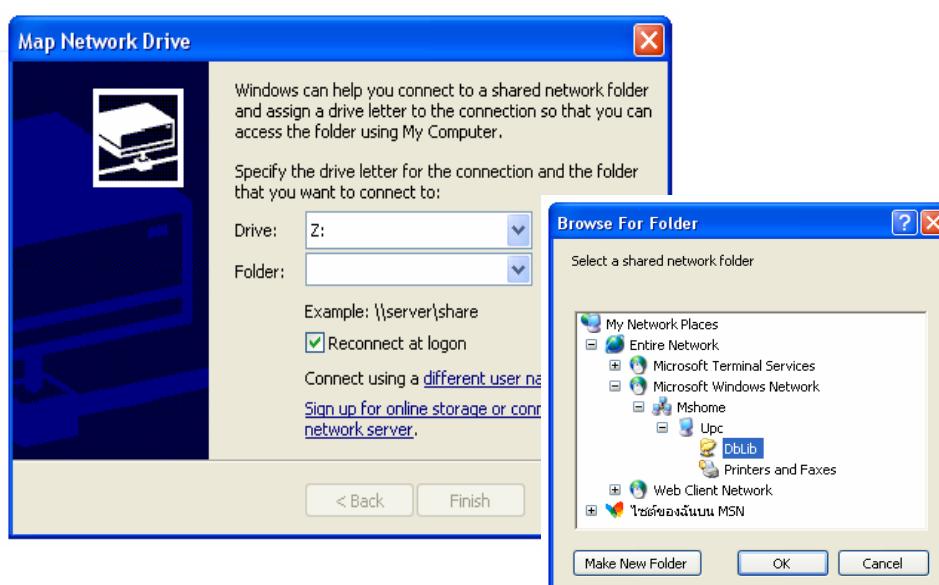 Map Network Drive
Windows can help you connect to a shared network folder
and assign a drive letter to the connection so that you can
access the folder using My Computer.
Specify the drive letter for the connection and the folder
that you want to connect to:
Drive:
Z:
Folder:
Example: \\server\share
Reconnect at logon
Connect using a different user na
Sign up for online storage or conn
network server.
< Back
Finish
Browse For Folder
Select a shared network folder
My Network Places
Entire Network
Microsoft Terminal Services
Microsoft Windows Network
Mshome
Upc
DbLib
Printers and Faxes
Web Client Network
ไซต์ของฉันบน MSN
Make New Folder
OK
Cancel